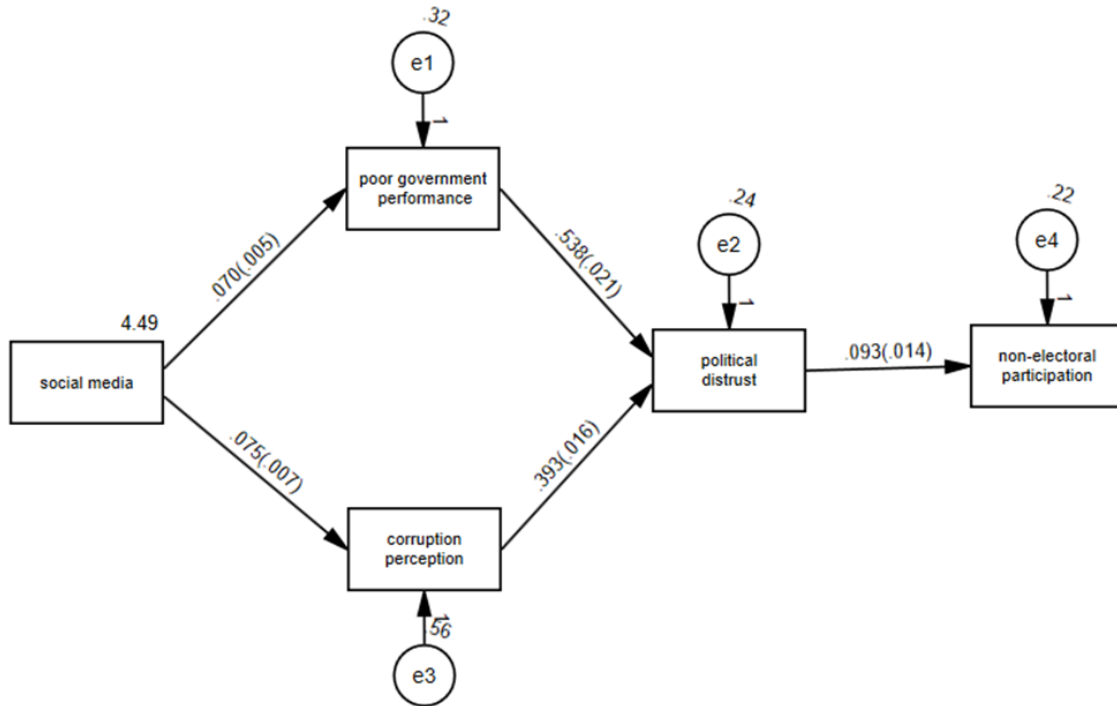 .32
e1
1
poor government
performance
.24
.22
e2
e4
.070(.005)
.538(.021)
1
1
4.49
social media
political
distrust
.093(.014)
non-electoral
participation
.075(.007)
.393(.016)
corruption
perception
1
.56
e3